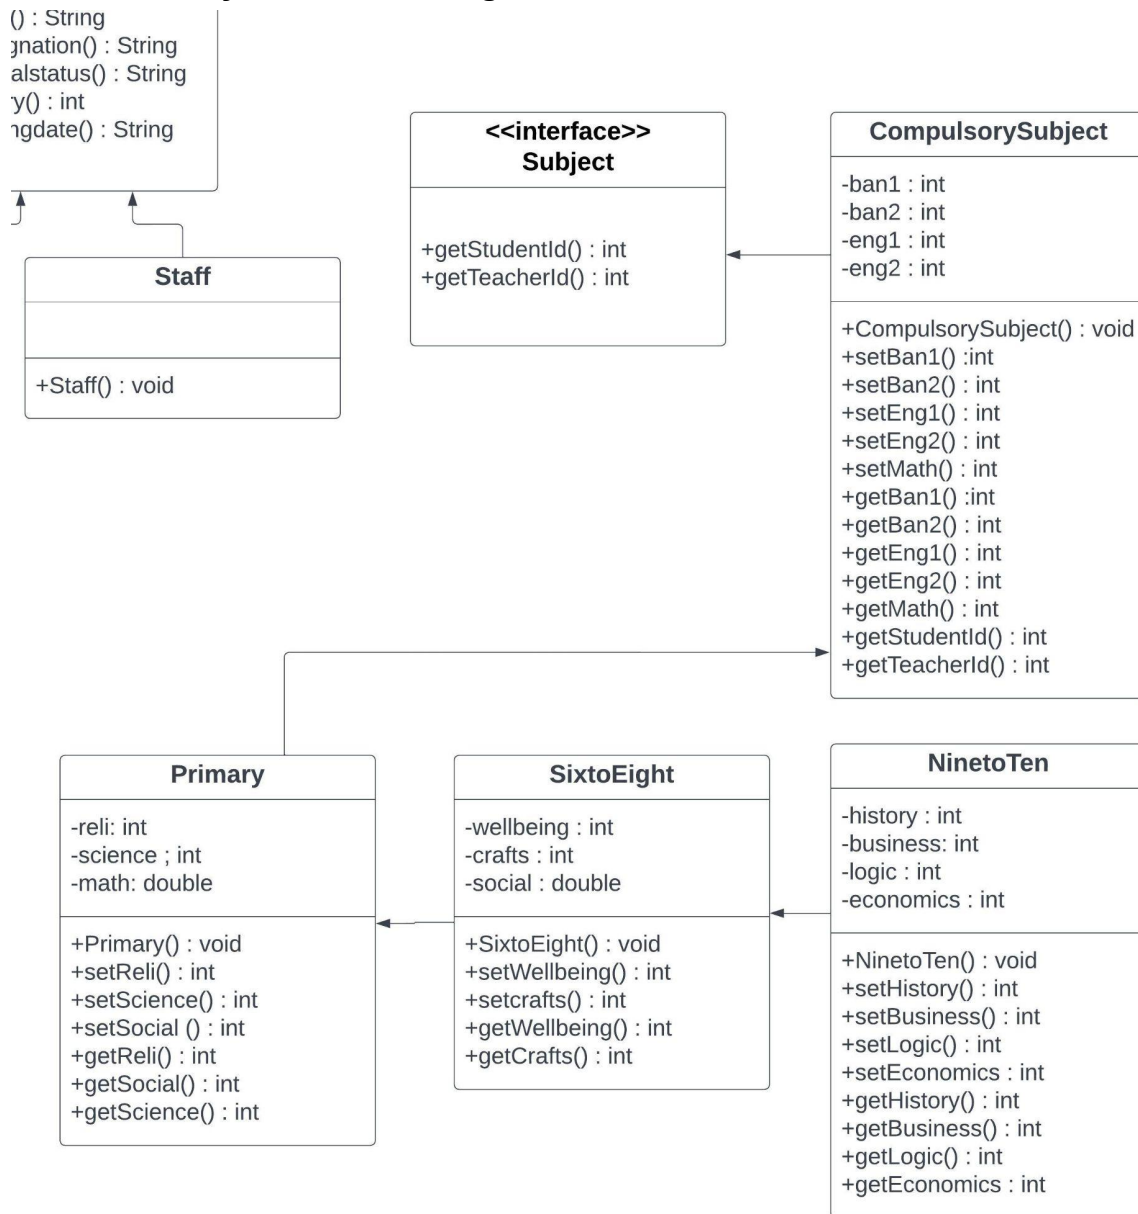 () : String
gnation() : String
alstatus() : String
ry() : int
ngdate() : String
Staff
+Staff() : void
<<interface>>
Subject
+getStudentId() : int
+getTeacherId() : int
CompulsorySubject
-ban1 : int
-ban2 : int
-eng1 : int
-eng2 : int
+CompulsorySubject() : void
+setBan1() :int
+setBan2() : int
+setEng1() : int
+setEng2() : int
+setMath() : int
+getBan1() :int
+getBan2() : int
+getEng1() : int
+getEng2() : int
+getMath() : int
+getStudentId() : int
+getTeacherId() : int
Primary
-reli: int
-science ; int
-math: double
+Primary() : void
+setReli() : int
+setScience() : int
+setSocial () : int
+getReli() : int
+getSocial() : int
+getScience() : int
SixtoEight
-wellbeing : int
-crafts : int
-social : double
+SixtoEight() : void
+setWellbeing() : int
+setcrafts() : int
+getWellbeing() : int
+getCrafts() : int
NinetoTen
-history : int
-business: int
-logic : int
-economics : int
+NinetoTen() : void
+setHistory() : int
+setBusiness() : int
+setLogic() : int
+setEconomics : int
+getHistory() : int
+getBusiness() : int
+getLogic() : int
+getEconomics : int